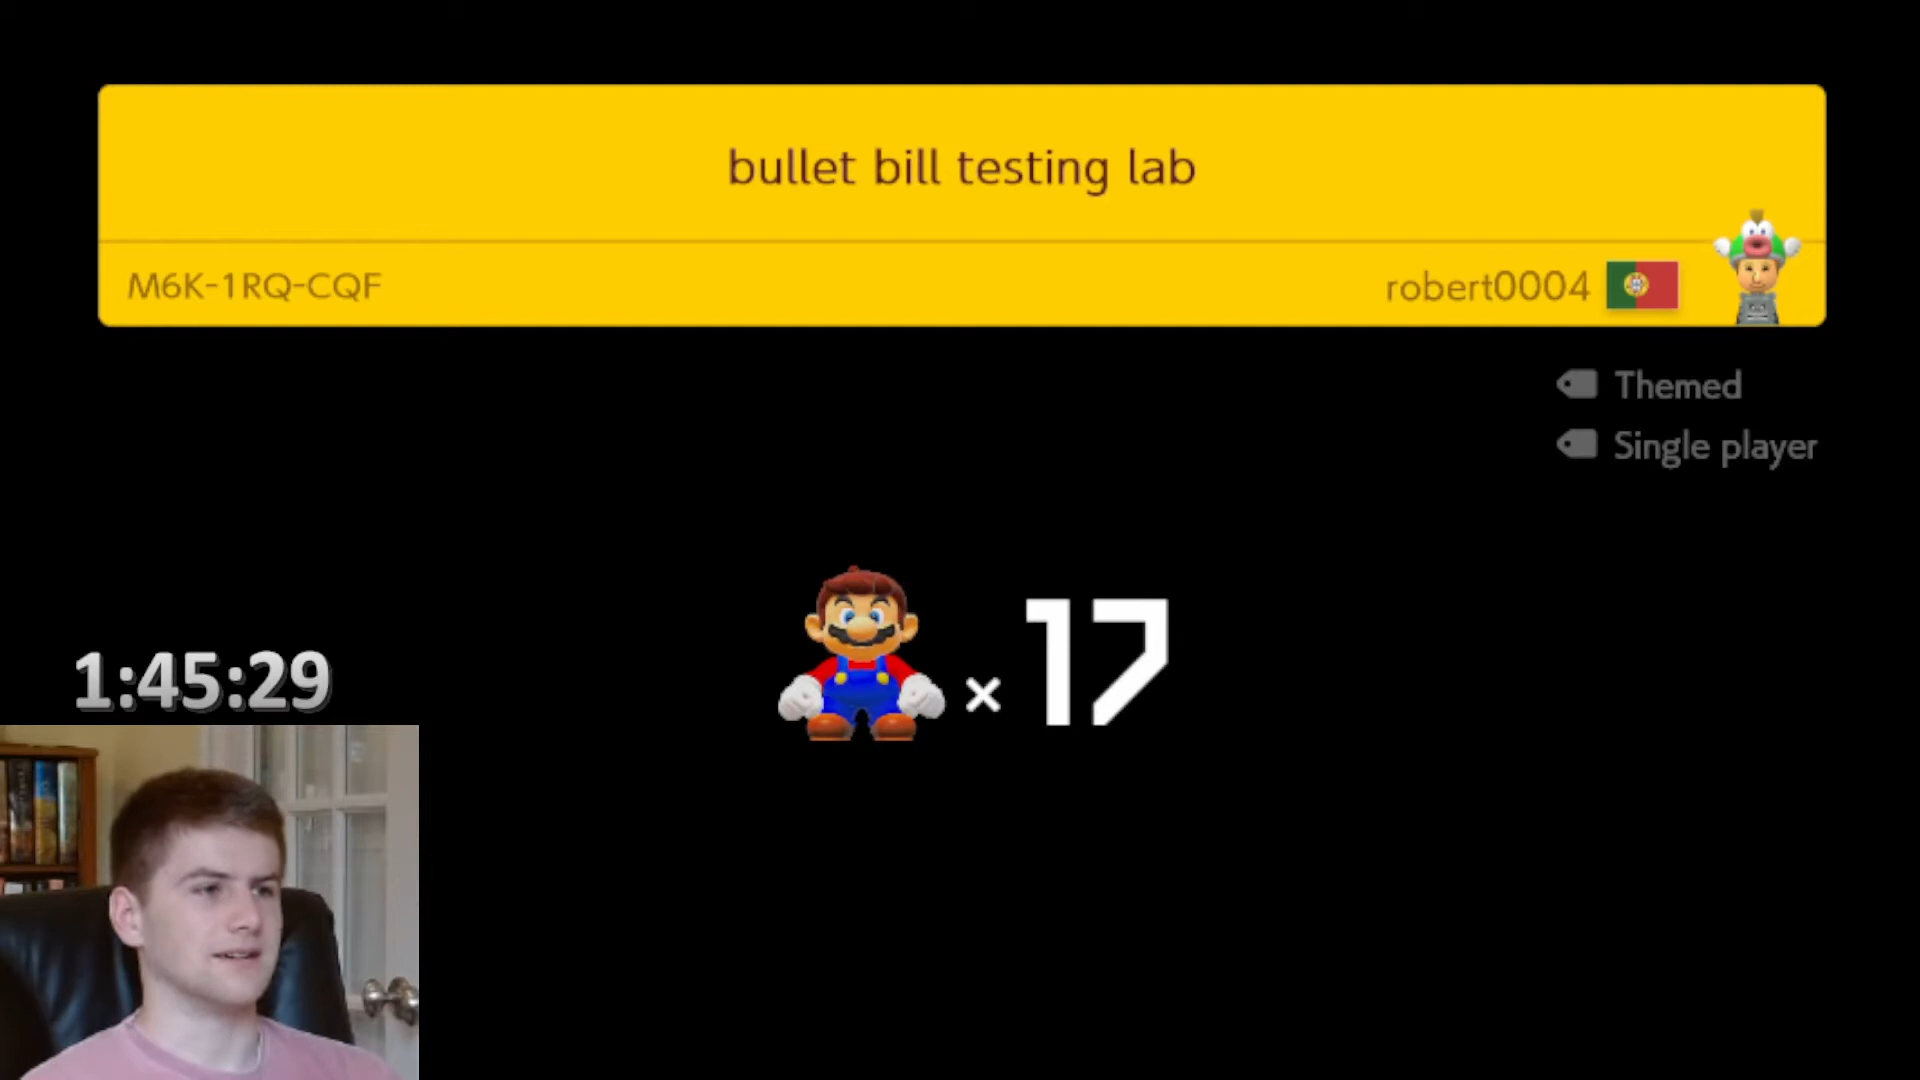 bullet bill testing lab
M6K-1RQ-CQF
robert0004
Themed
Single player
× 17
1:45:29